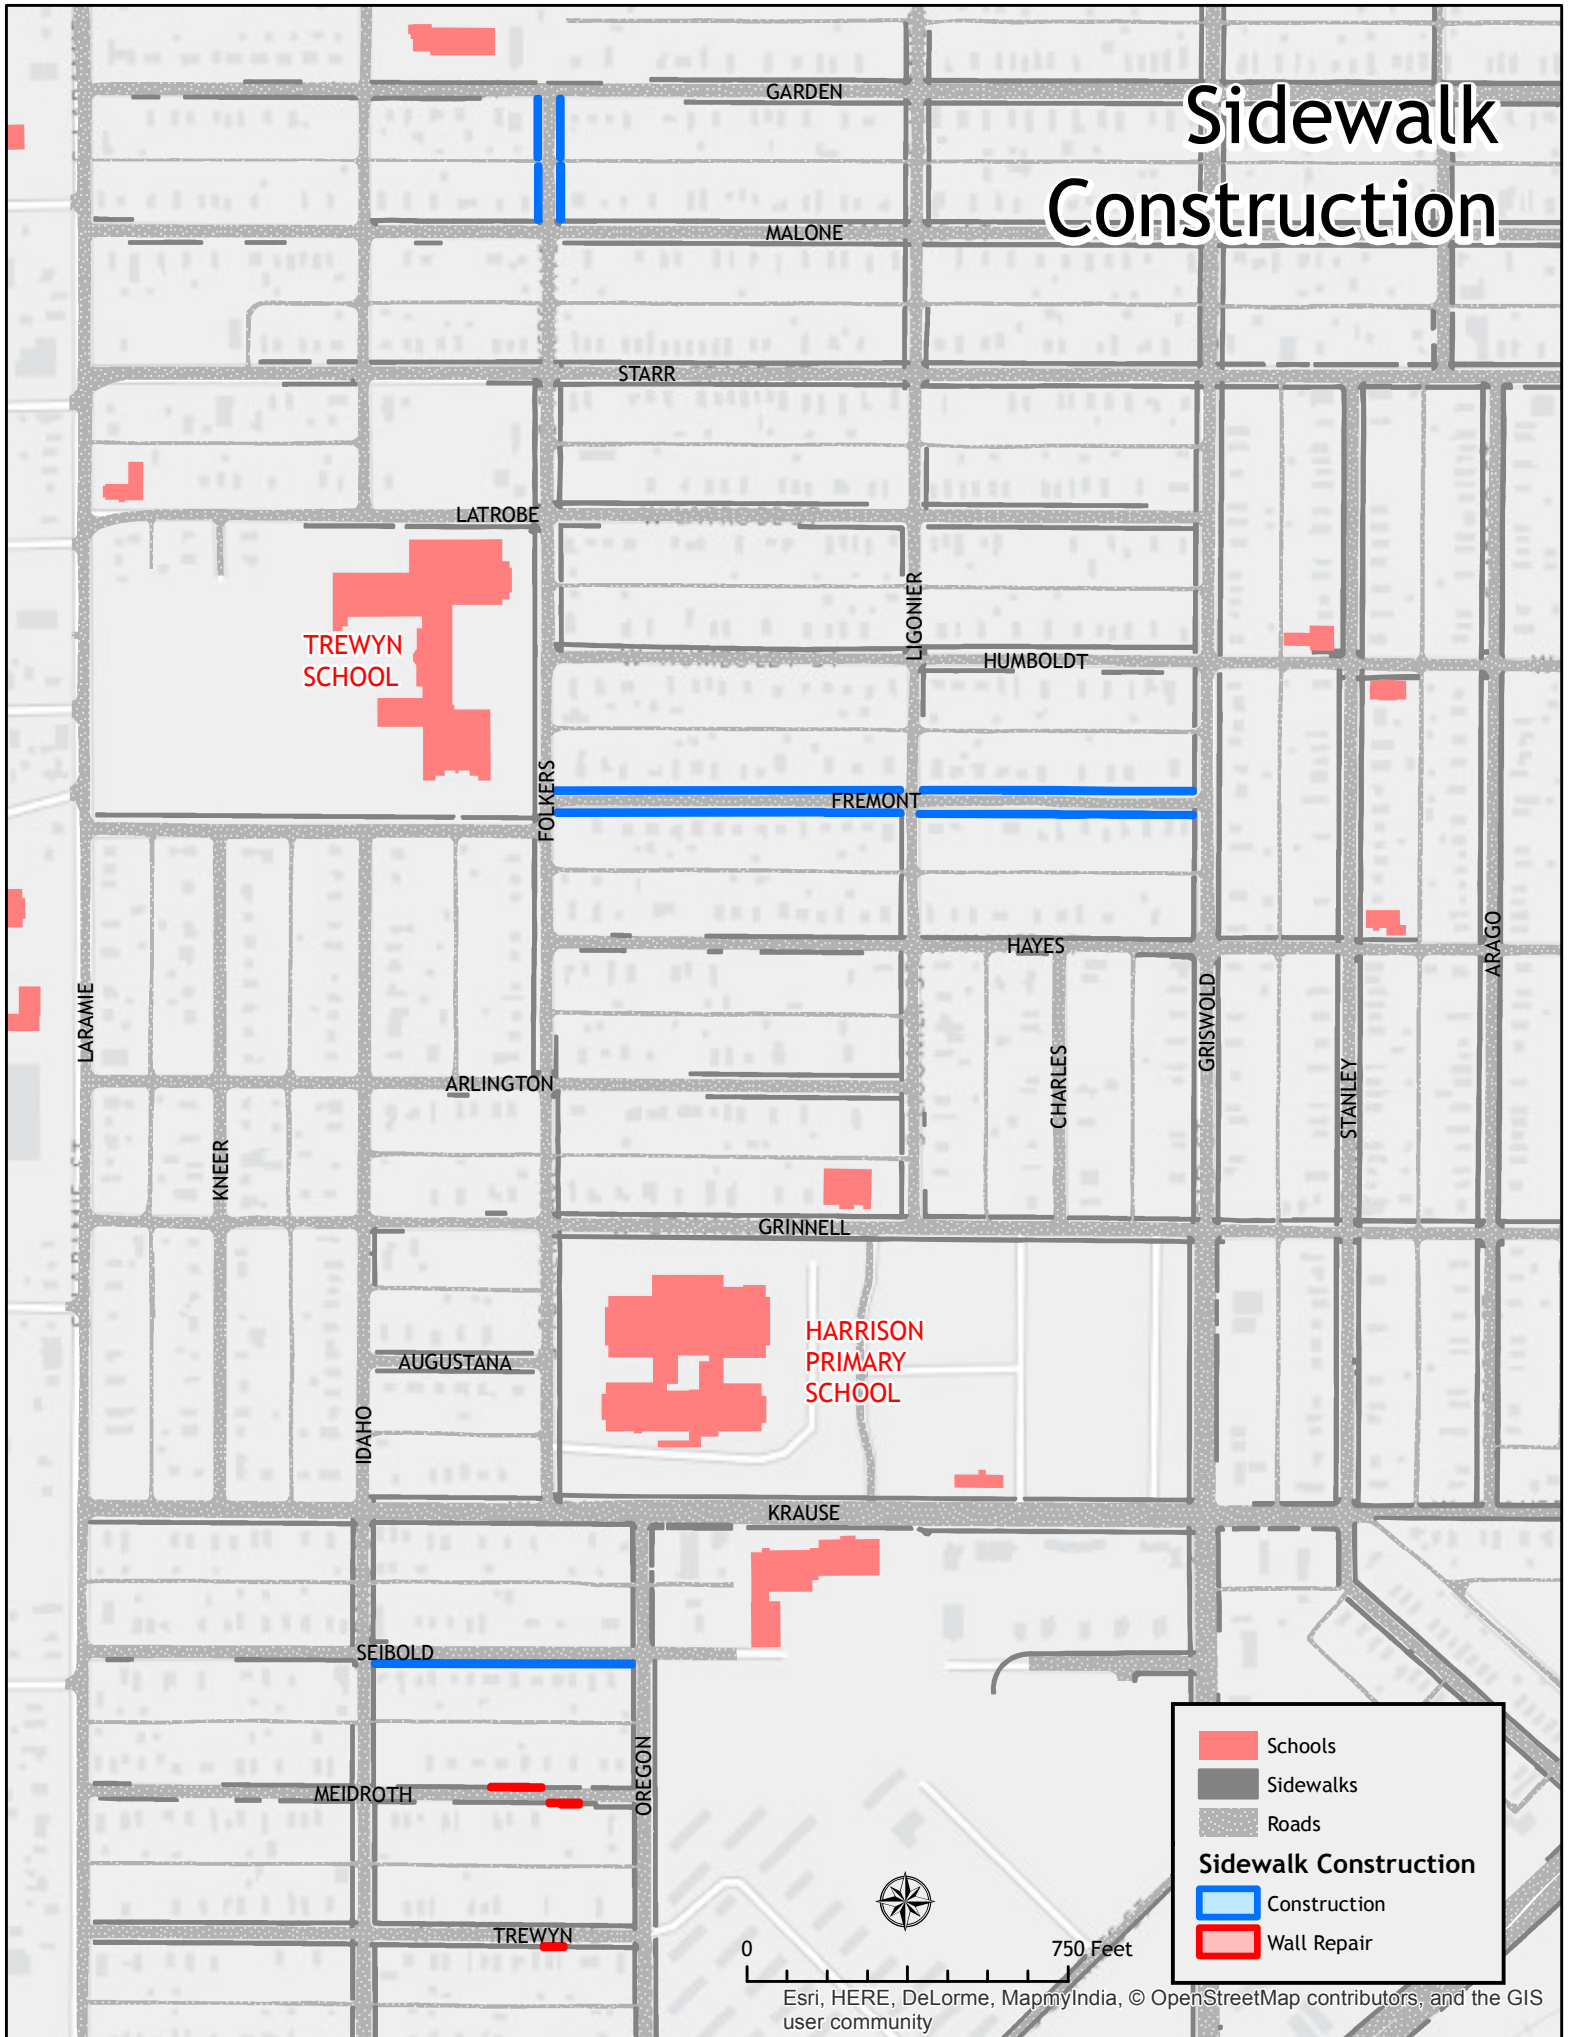 GARDEN
Sidewalk
Construction
MALONE
STARR
LATROBE
LIGONIER
TREWYN
SCHOOL
HUMBOLDT
FOLKERS
FREMONT
HAYES
ARAGO
LARAMIE
GRISWOLD
CHARLES
STANLEY
ARLINGTON
KNEER
GRINNELL
HARRISON
PRIMARY
SCHOOL
AUGUSTANA
IDAHO
KRAUSE
SEIBOLD
OREGON
MEIDROTH
TREWYN
Schools
Sidewalks
Roads
Sidewalk Construction
Construction
Wall Repair
0 750 Feet
Esri, HERE, DeLorme, MapmyIndia, © OpenStreetMap contributors, and the GIS
user community